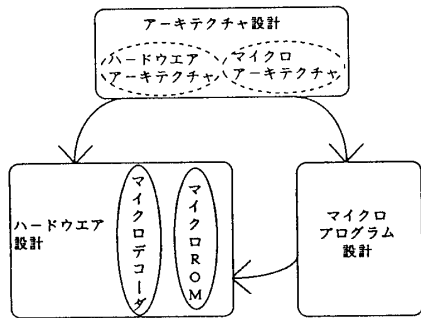 アーキテクチャ設計
ハードウエア
アーキテクチャ
マイクロ
アーキテクチャ
ハードウエア
設計
マイクロデコーダ
マイクロROM
マイクロ
プログラム
設計